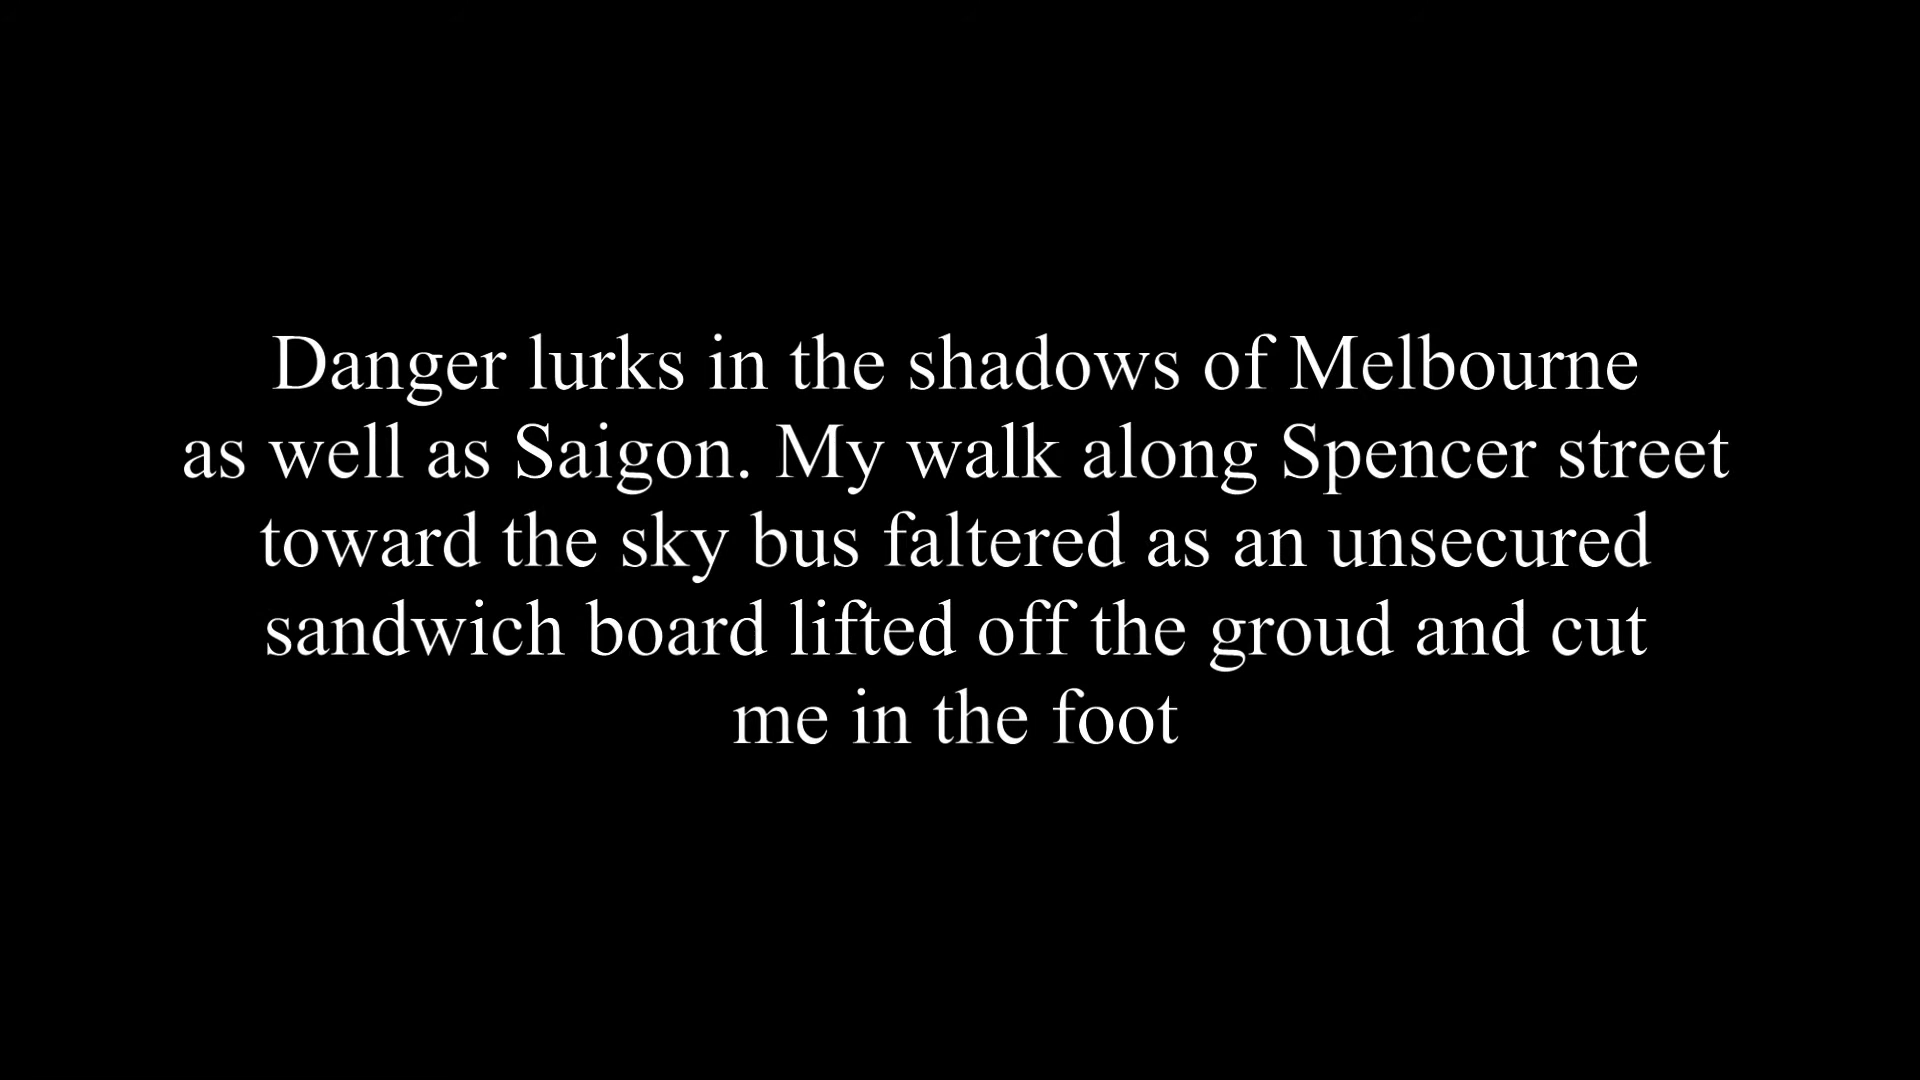 Danger lurks in the shadows of Melbourne
as well as Saigon. My walk along Spencer street
toward the sky bus faltered as an unsecured
sandwich board lifted off the groud and cut
me in the foot